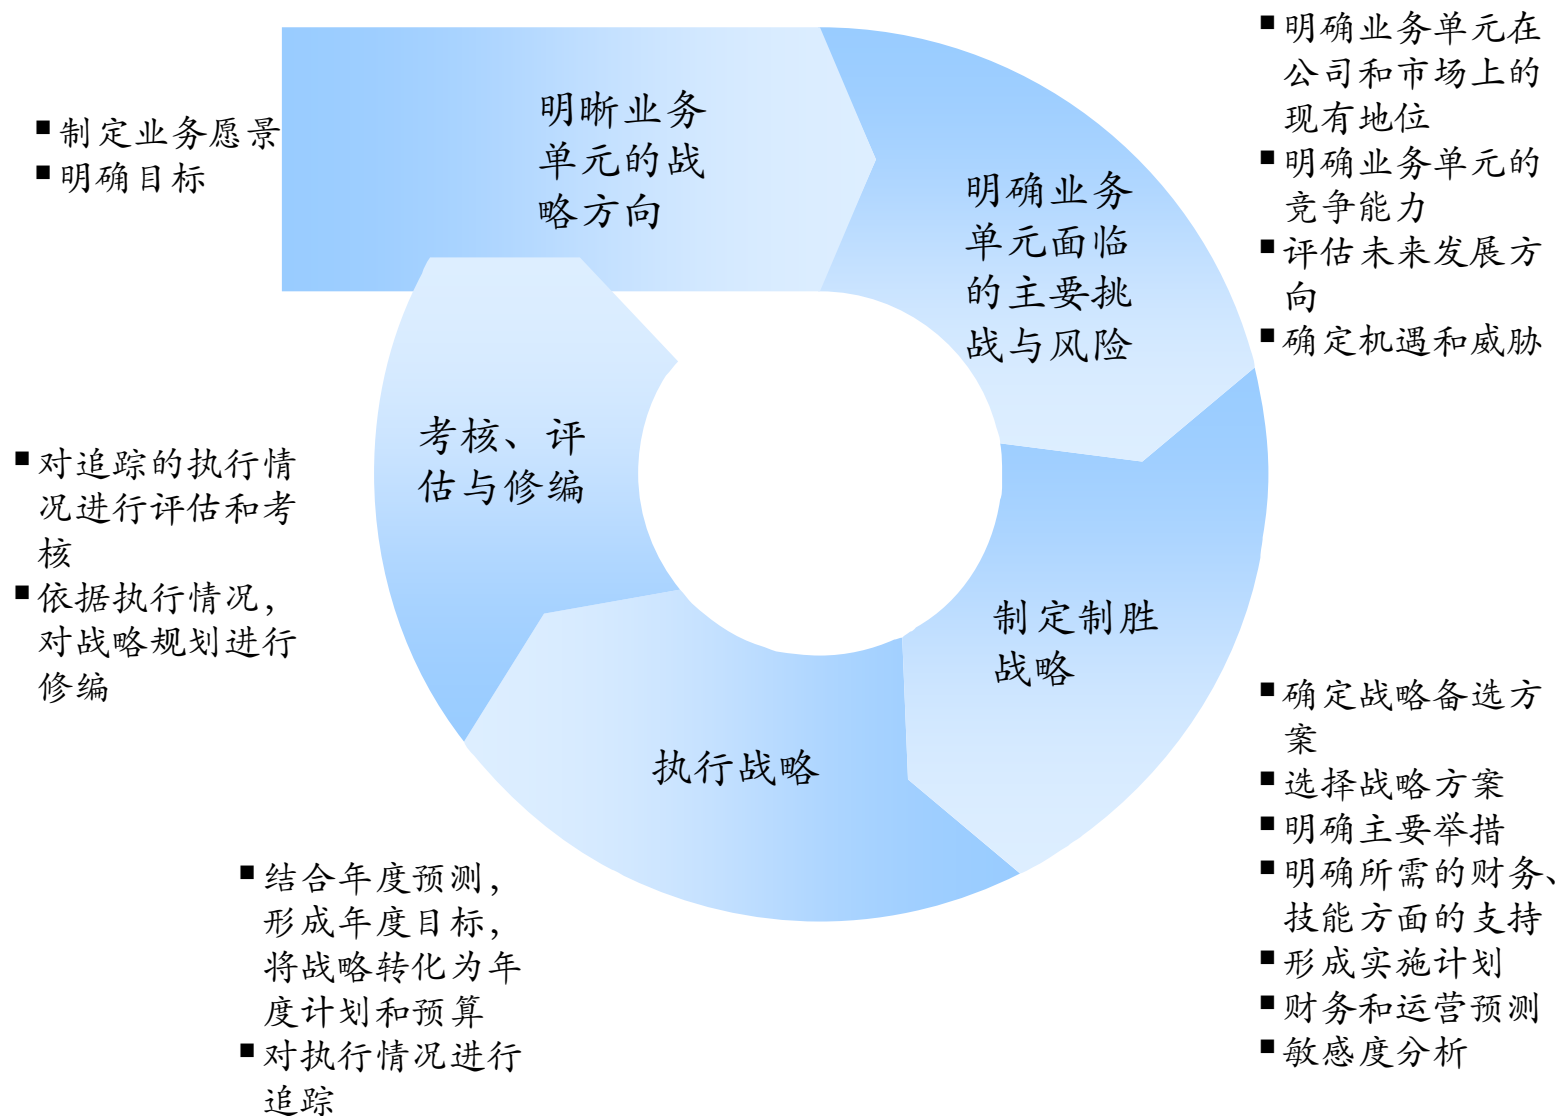 明晰业务
单元的战
略方向
■制定业务愿景
■明确目标
明确业务
单元面临
的主要挑
战与风险
■明确业务单元在
公司和市场上的
现有地位
■明确业务单元的
竞争能力
■评估未来发展方
向
■确定机遇和威胁
制定制胜
战略
■确定战略备选方
案
■选择战略方案
■明确主要举措
■明确所需的财务、
技能方面的支持
■形成实施计划
■财务和运营预测
■敏感度分析
执行战略
■结合年度预测，
形成年度目标，
将战略转化为年
度计划和预算
■对执行情况进行
追踪
考核、评
估与修编
■对追踪的执行情
况进行评估和考
核
■依据执行情况，
对战略规划进行
修编